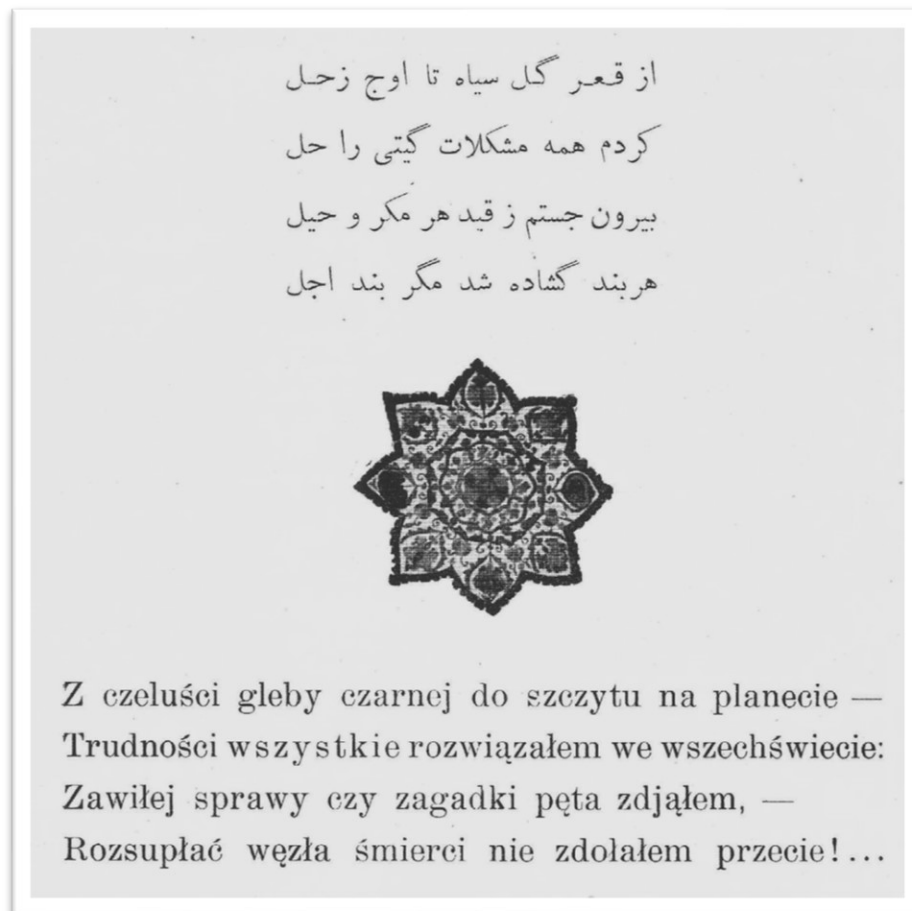 از قعر گل سیاه تا اوج زحل
کردم همه مشکلات گیتی را حل
بیرون جستم ز قید هر مکر و حیل
هربند گشاده شد مگر بند اجل
Z czeluści gleby czarnej do szczytu na planecie —
Trudności wszystkie rozwiązałem we wszechświecie:
Zawiłej sprawy czy zagadki pęta zdjąłem, —
Rozsupłać węzła śmierci nie zdołałem przecie!...